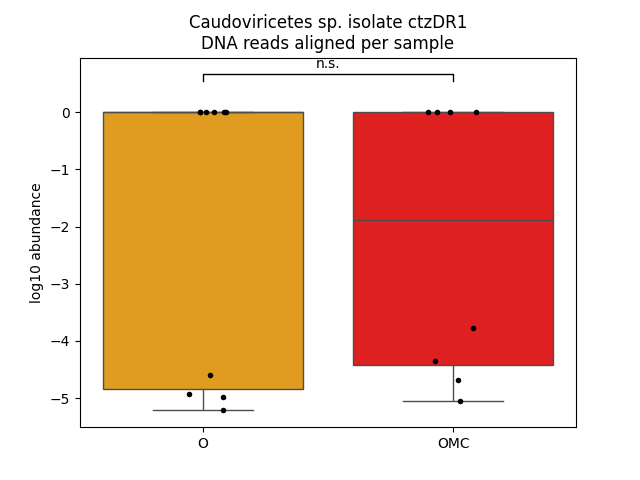 Caudoviricetes sp. isolate ctzDR1
DNA reads aligned per sample
n.s.
0
−1
−2
−3
−4
−5
log10 abundance
O
OMC